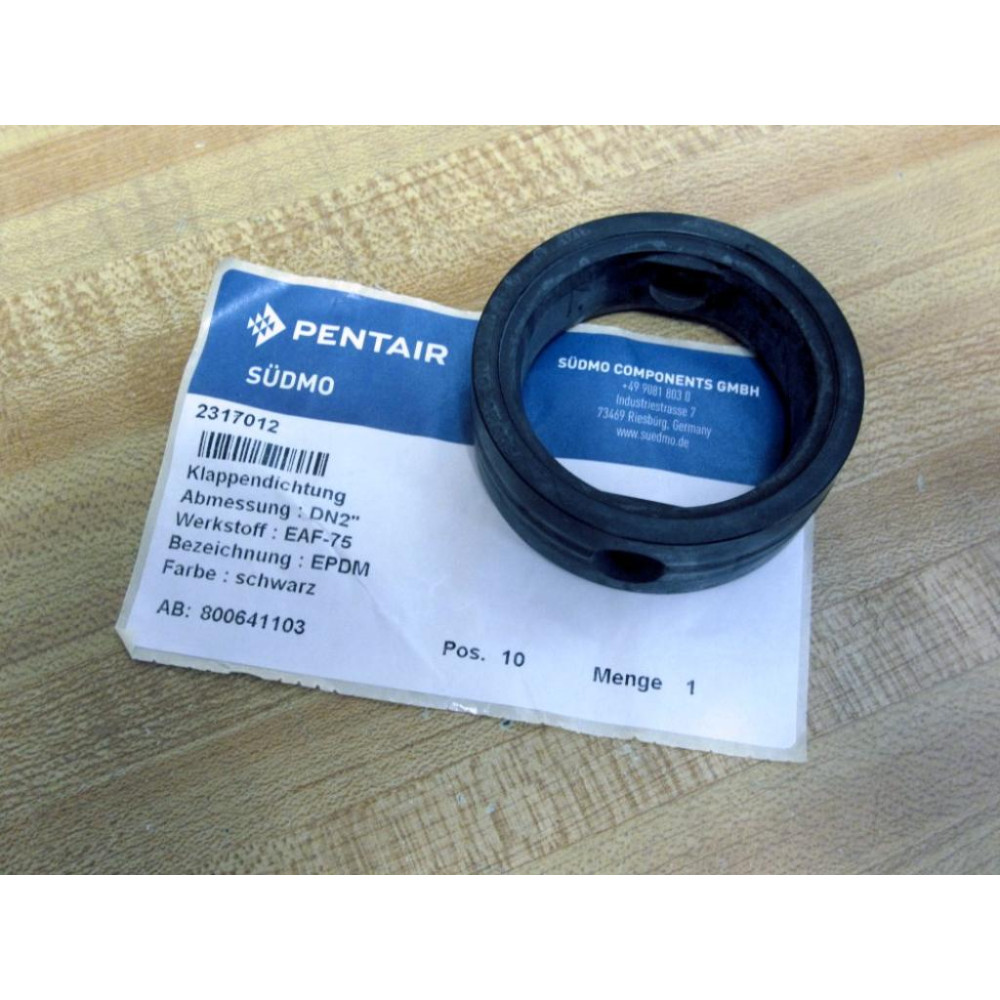 PENTAIR
SÜDMO
SÜDMO COMPONENTS GMBH
+49 9081 803 0
Industriestrasse 7
73469 Riesbürg, Germany
www.suedmo.de
2317012
Klappendichtung
Abmessung : DN2"
Werkstoff : EAF-75
Bezeichnung : EPDM
Farbe : schwarz
AB: 800641103
Pos. 10
Menge 1